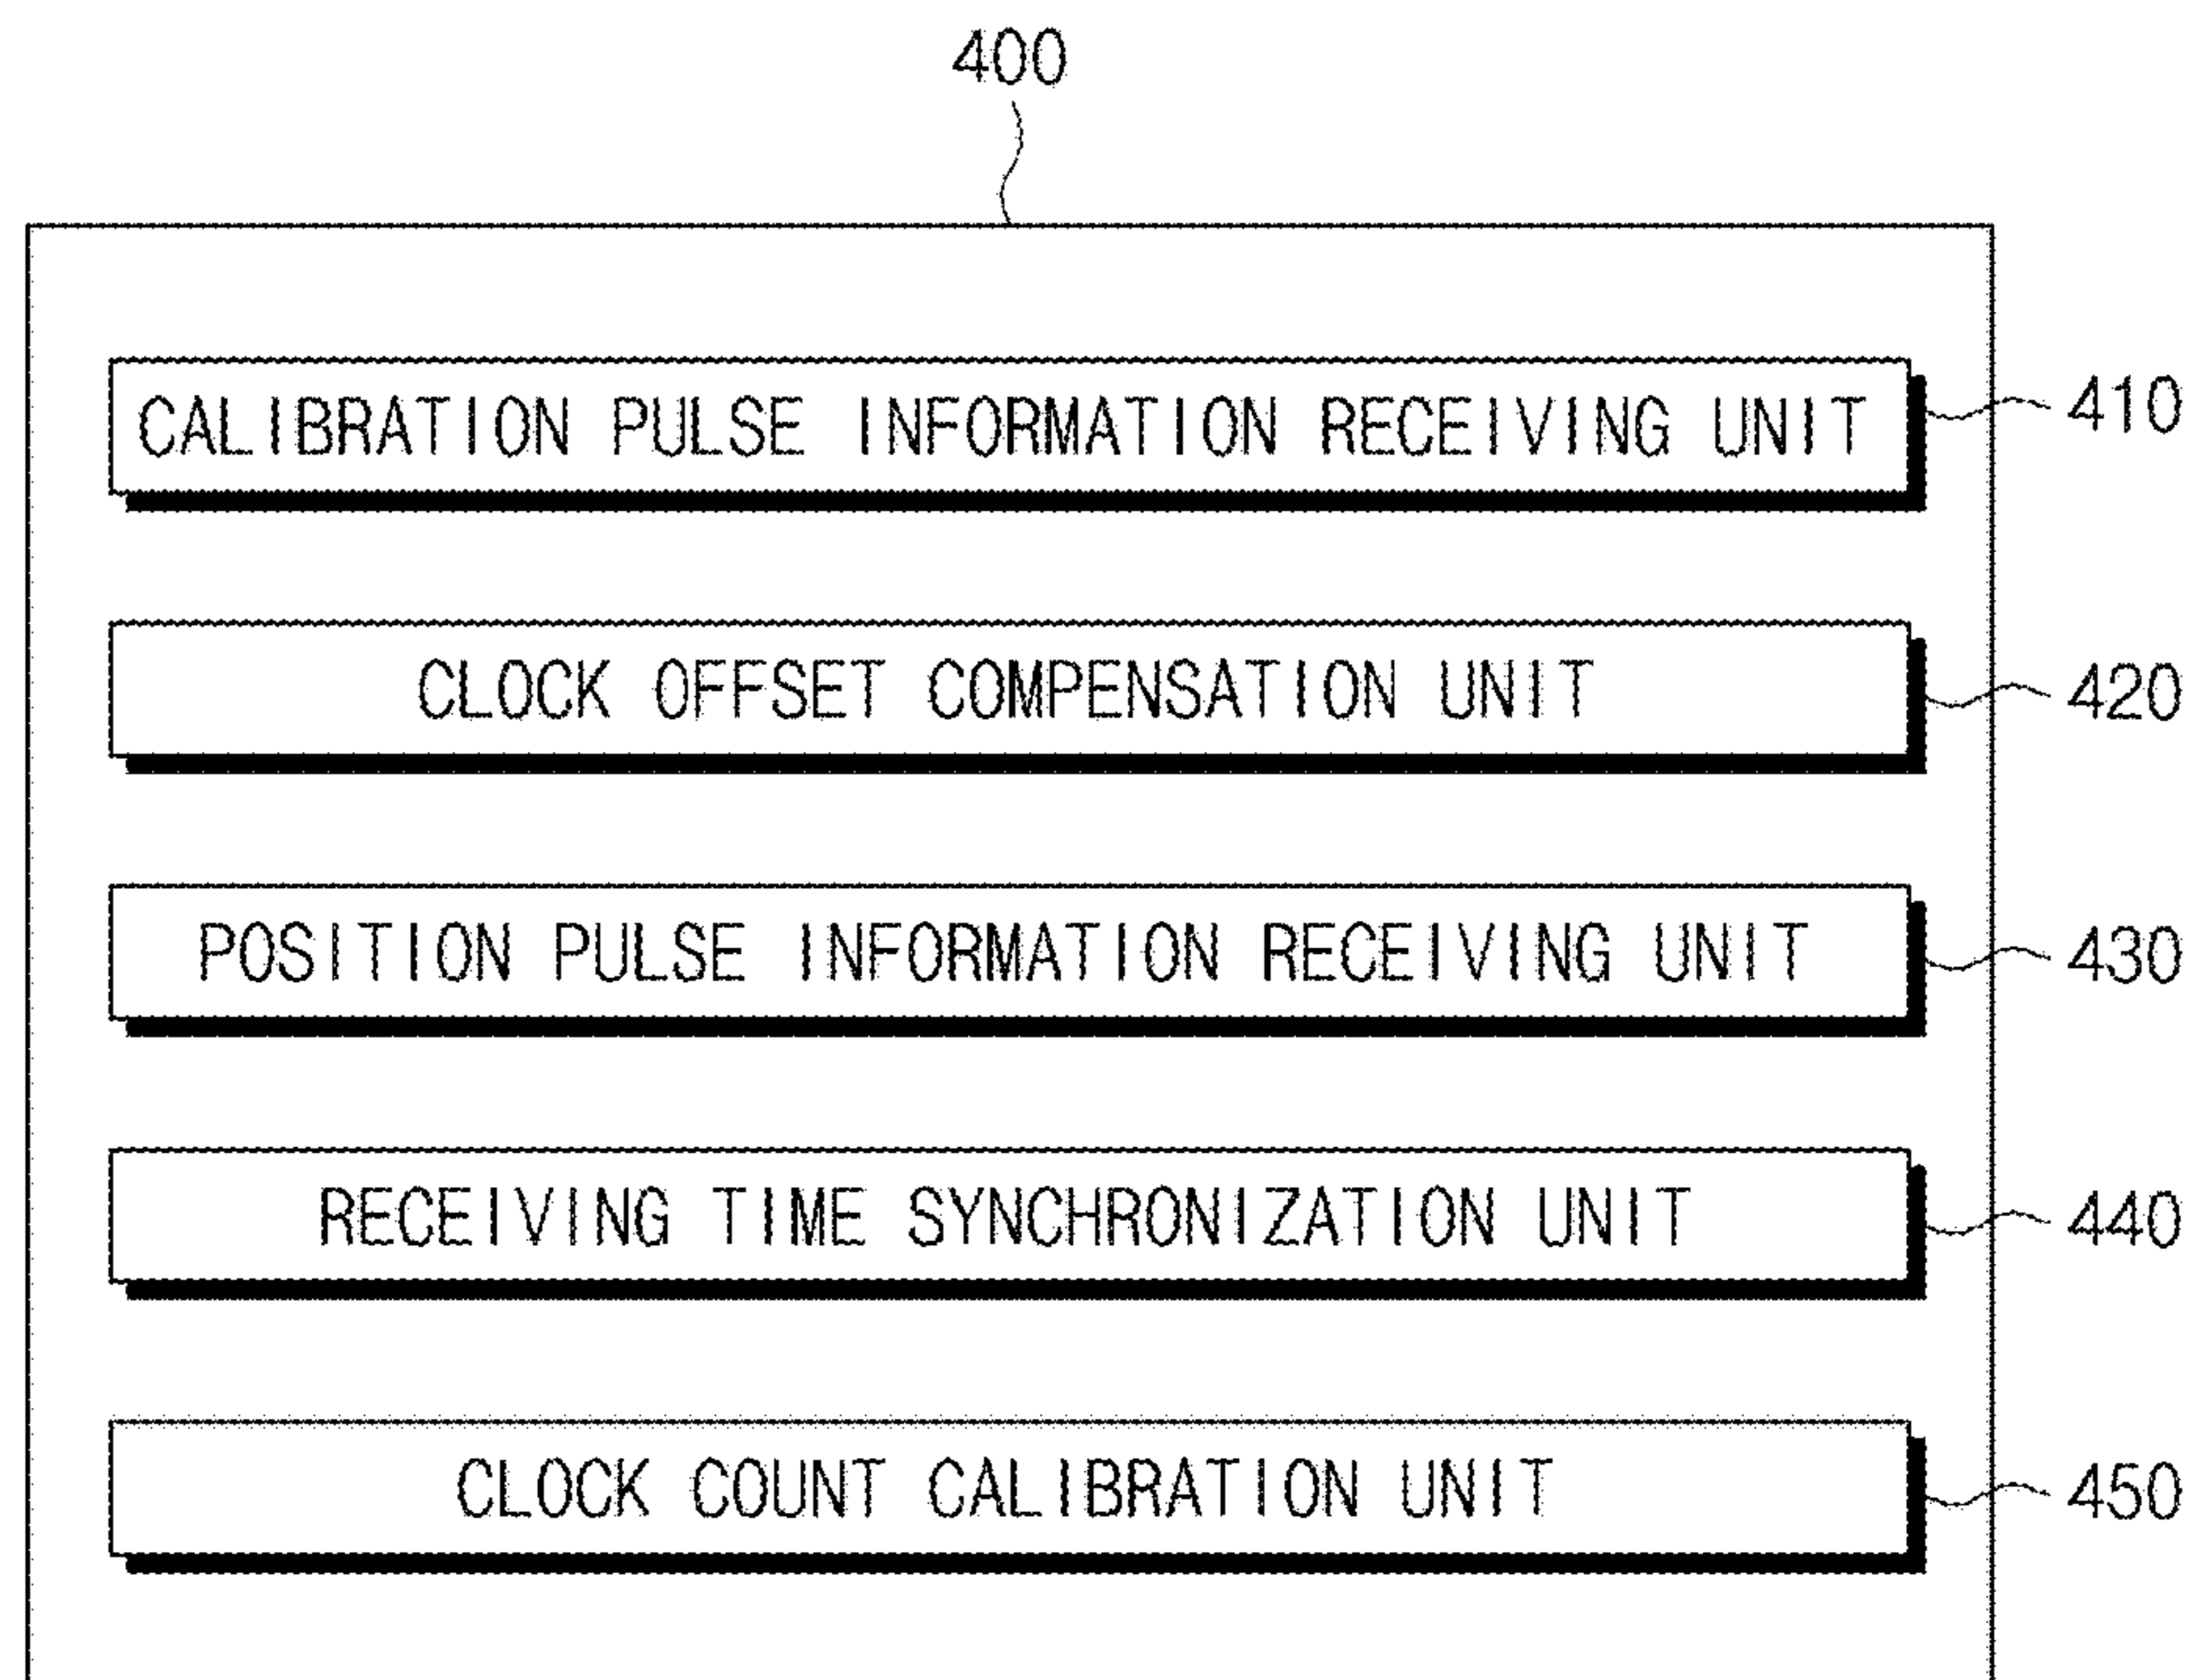 400
CALIBRATION PULSE INFORMATION RECEIVING UNIT 410
CLOCK OFFSET COMPENSATION UNIT 420
POSITION PULSE INFORMATION RECEIVING UNIT 430
RECEIVING TIME SYNCHRONIZATION UNIT 440
CLOCK COUNT CALIBRATION UNIT 450